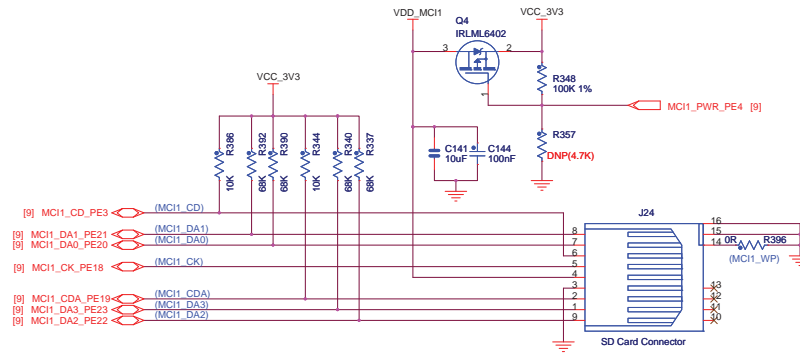 VDD_MCI1
Q4
IRLML6402
VCC_3V3
3
2
1
R348
100K 1%
MCI1_PWR_PE4 [9]
R357
DNP(4.7K)
C141
10uF
C144
100nF
VCC_3V3
R386
10K
R392
68K
R390
68K
R344
10K
R340
68K
R337
68K
[9] MCI1_CD_PE3 (MCI1_CD)
[9] MCI1_DA1_PE21 (MCI1_DA1)
[9] MCI1_DA0_PE20 (MCI1_DA0)
[9] MCI1_CK_PE18 (MCI1_CK)
[9] MCI1_CDA_PE19 (MCI1_CDA)
[9] MCI1_DA3_PE23 (MCI1_DA3)
[9] MCI1_DA2_PE22 (MCI1_DA2)
J24
8
7
6
5
4
3
2
1
9
16
15
14
13
12
11
10
0R R396
(MCI1_WP)
SD Card Connector